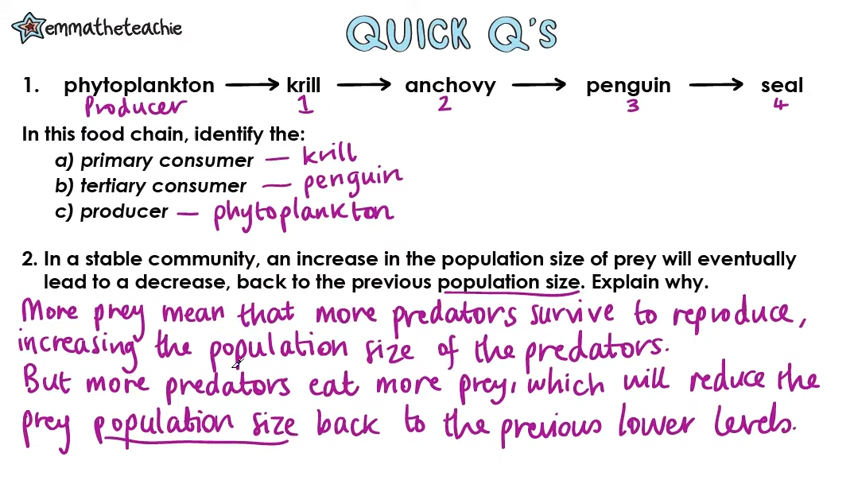 emmatheteachie
QUICK Q'S
1. phytoplankton → krill → anchovy → penguin → seal
Producer 1 2 3 4
In this food chain, identify the:
a) primary consumer — krill
b) tertiary consumer — penguin
c) producer — phytoplankton
2. In a stable community, an increase in the population size of prey will eventually
lead to a decrease, back to the previous population size. Explain why.
More prey mean that more predators survive to reproduce,
increasing the population size of the predators.
But more predators eat more prey, which will reduce the
prey population size back to the previous lower levels.